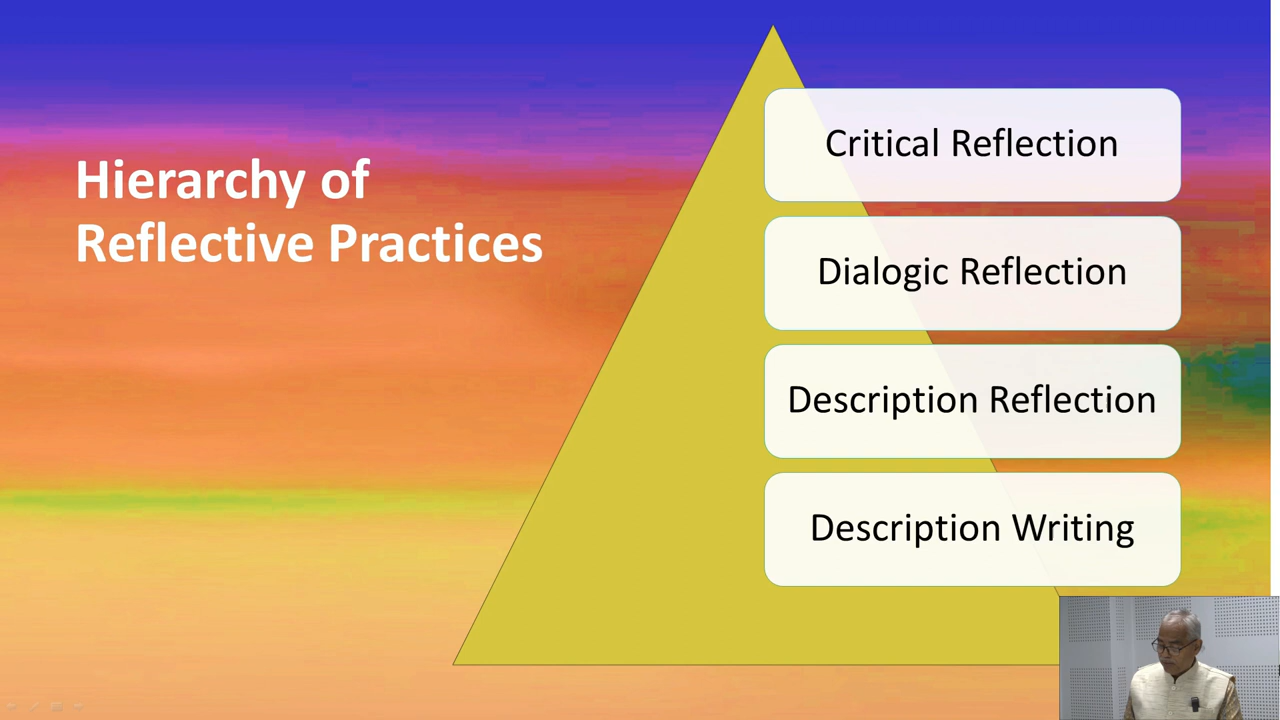 Hierarchy of
Reflective Practices
Critical Reflection
Dialogic Reflection
Description Reflection
Description Writing